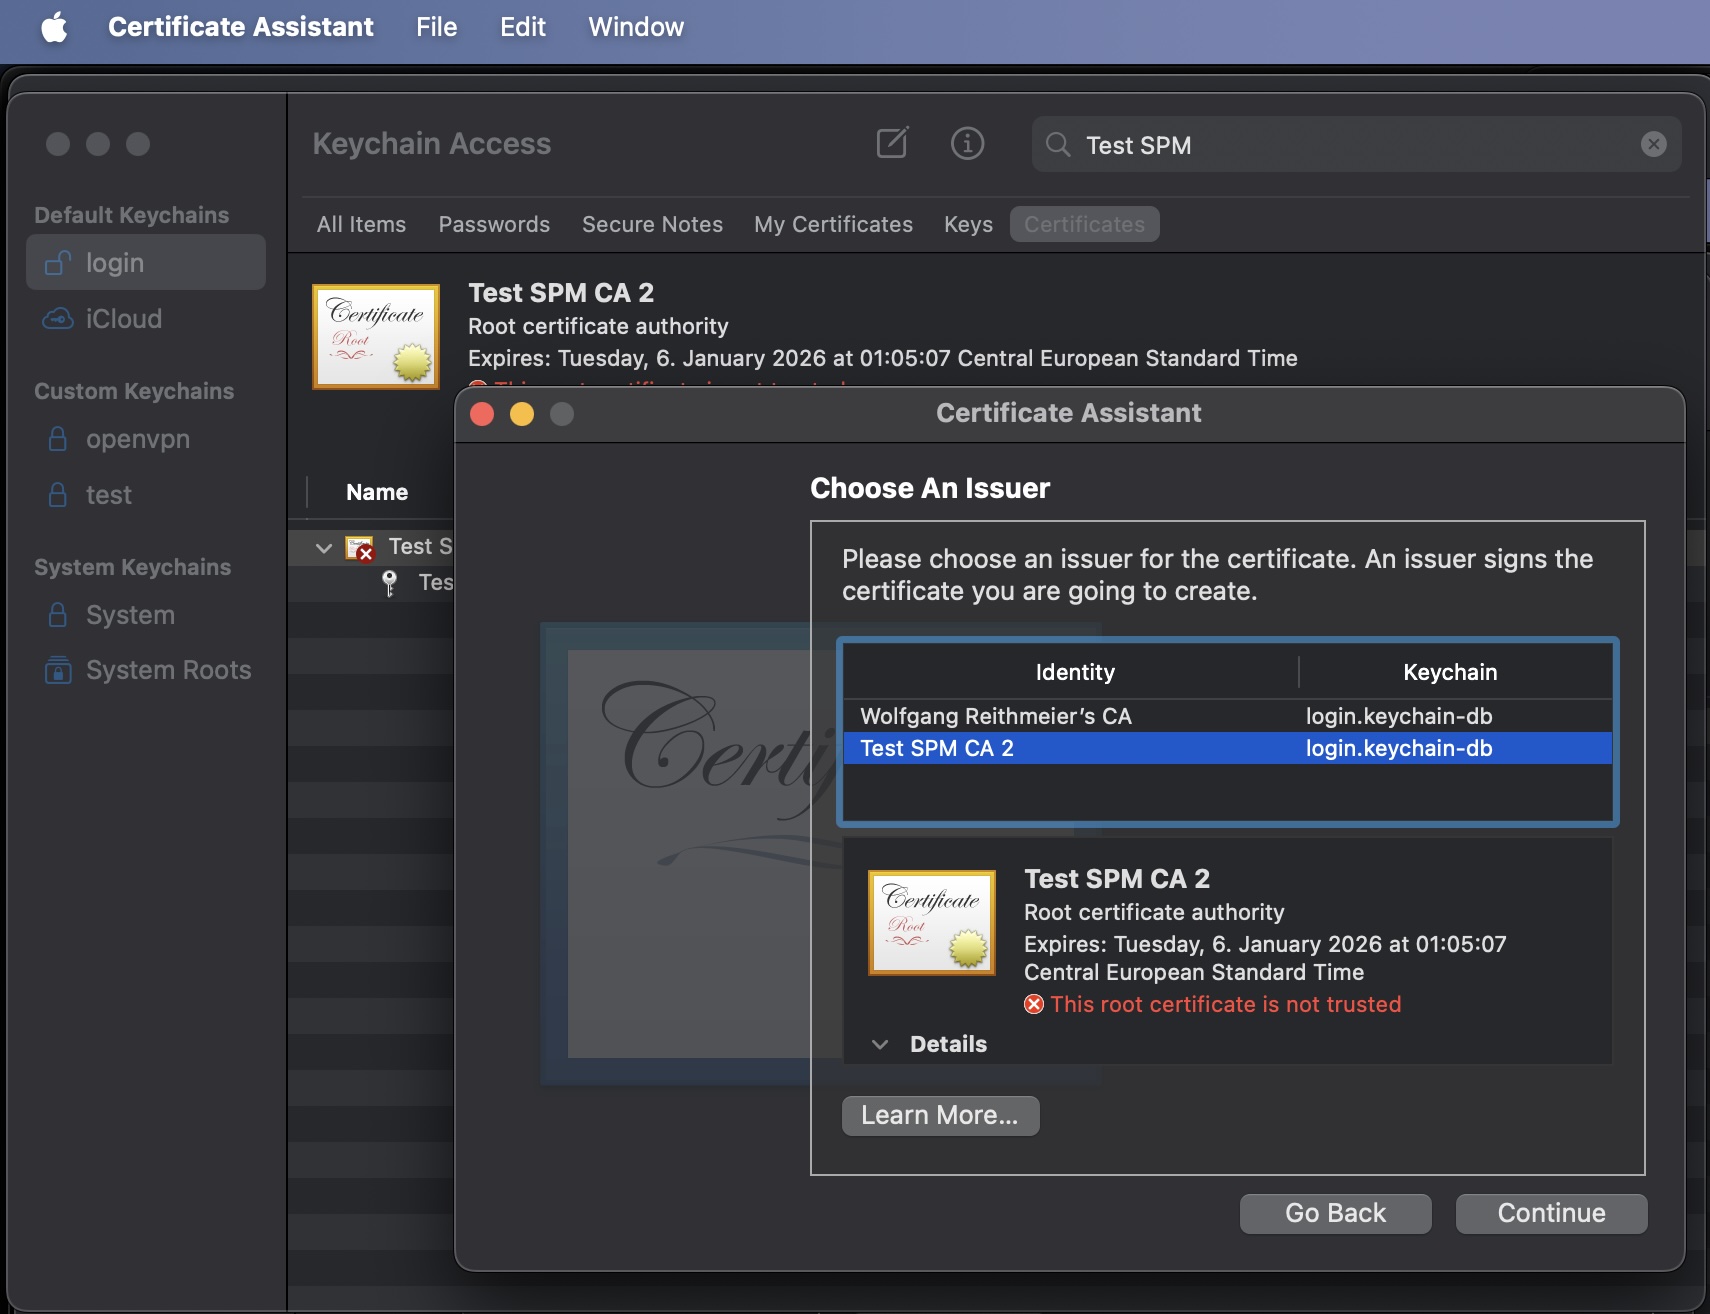 Certificate Assistant File Edit Window
Keychain Access
Test SPM
Default Keychains
login
iCloud
Custom Keychains
openvpn
test
System Keychains
System
System Roots
All Items Passwords Secure Notes My Certificates Keys Certificates
Certificate
Root
Test SPM CA 2
Root certificate authority
Expires: Tuesday, 6. January 2026 at 01:05:07 Central European Standard Time
Name
Test S
Tes
Certificate Assistant
Choose An Issuer
Please choose an issuer for the certificate. An issuer signs the
certificate you are going to create.
Identity Keychain
Wolfgang Reithmeier’s CA login.keychain-db
Test SPM CA 2 login.keychain-db
Certificate
Root
Test SPM CA 2
Root certificate authority
Expires: Tuesday, 6. January 2026 at 01:05:07
Central European Standard Time
This root certificate is not trusted
Details
Learn More...
Go Back Continue